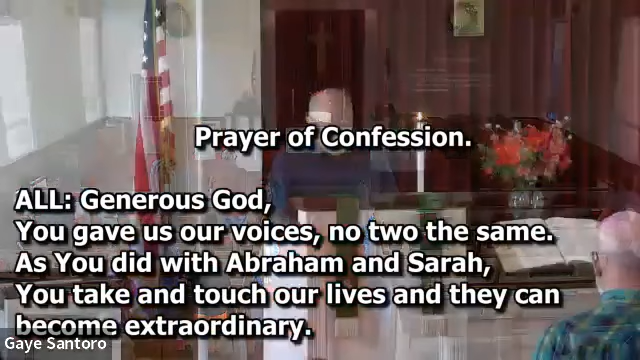 Prayer of Confession.
ALL: Generous God,
You gave us our voices, no two the same.
As You did with Abraham and Sarah,
You take and touch our lives and they can
become extraordinary.
Gaye Santoro